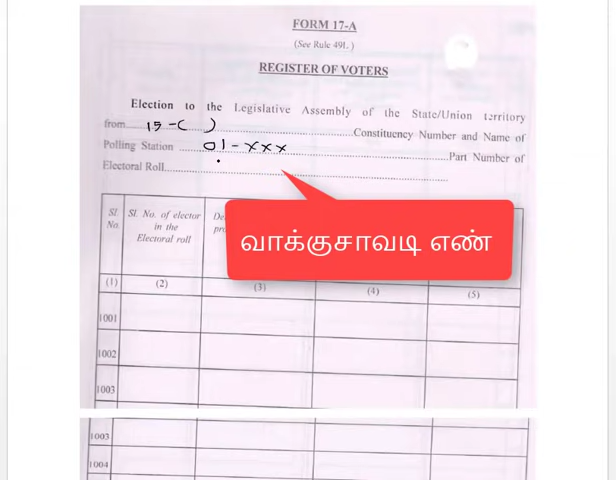 FORM 17-A
(See Rule 49L)
REGISTER OF VOTERS
Election to the Legislative Assembly of the State/Union territory
from 15-( ) Constituency Number and Name of
Polling Station 01-xxx Part Number of
Electoral Roll
வாக்குசாவடி எண்
Sl. No. Sl. No. of elector in the Electoral roll
(1) (2) (3) (4) (5)
1001
1002
1003
1003
1004